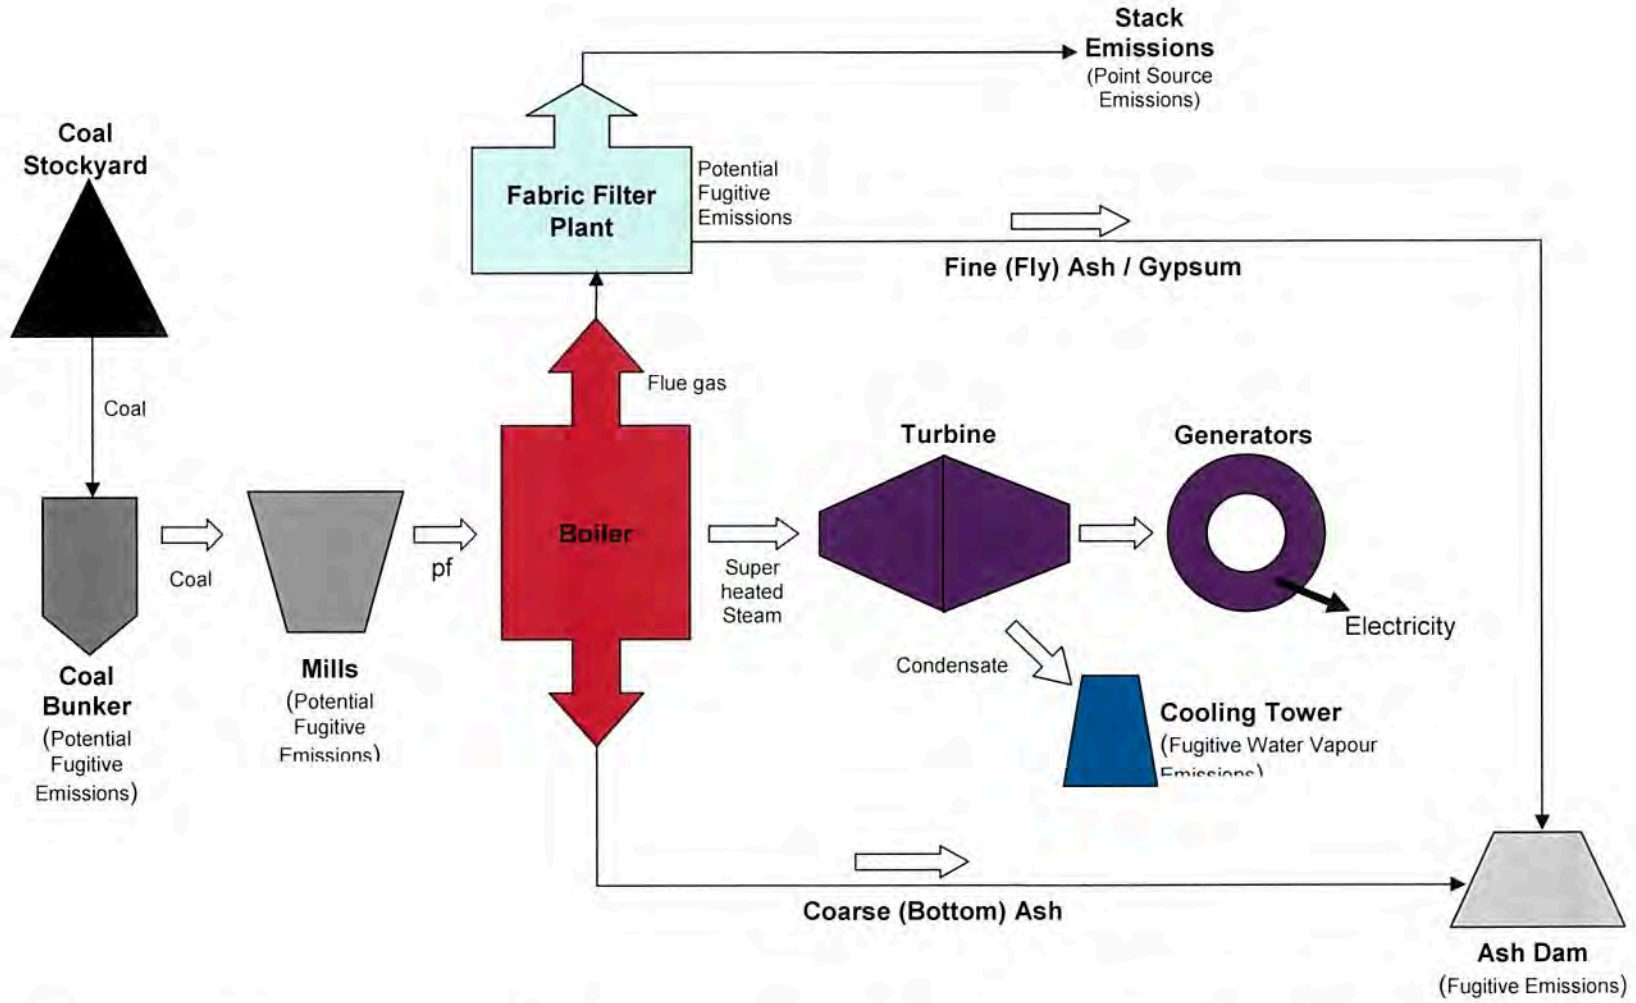 Stack
Emissions
(Point Source
Emissions)
Coal
Stockyard
Potential
Fugitive
Emissions
Fabric Filter
Plant
Fine (Fly) Ash / Gypsum
Flue gas
Coal
Turbine
Generators
Boiler
Coal
pf
Super
heated
Steam
Electricity
Condensate
Coal
Bunker
(Potential
Fugitive
Emissions)
Mills
(Potential
Fugitive
Emissions)
Cooling Tower
(Fugitive Water Vapour
Emissions)
Coarse (Bottom) Ash
Ash Dam
(Fugitive Emissions)